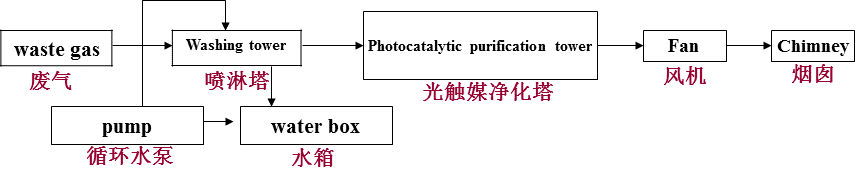 waste gas
废气
Washing tower
喷淋塔
Photocatalytic purification tower
光触媒净化塔
Fan
风机
Chimney
烟囱
pump
循环水泵
water box
水箱